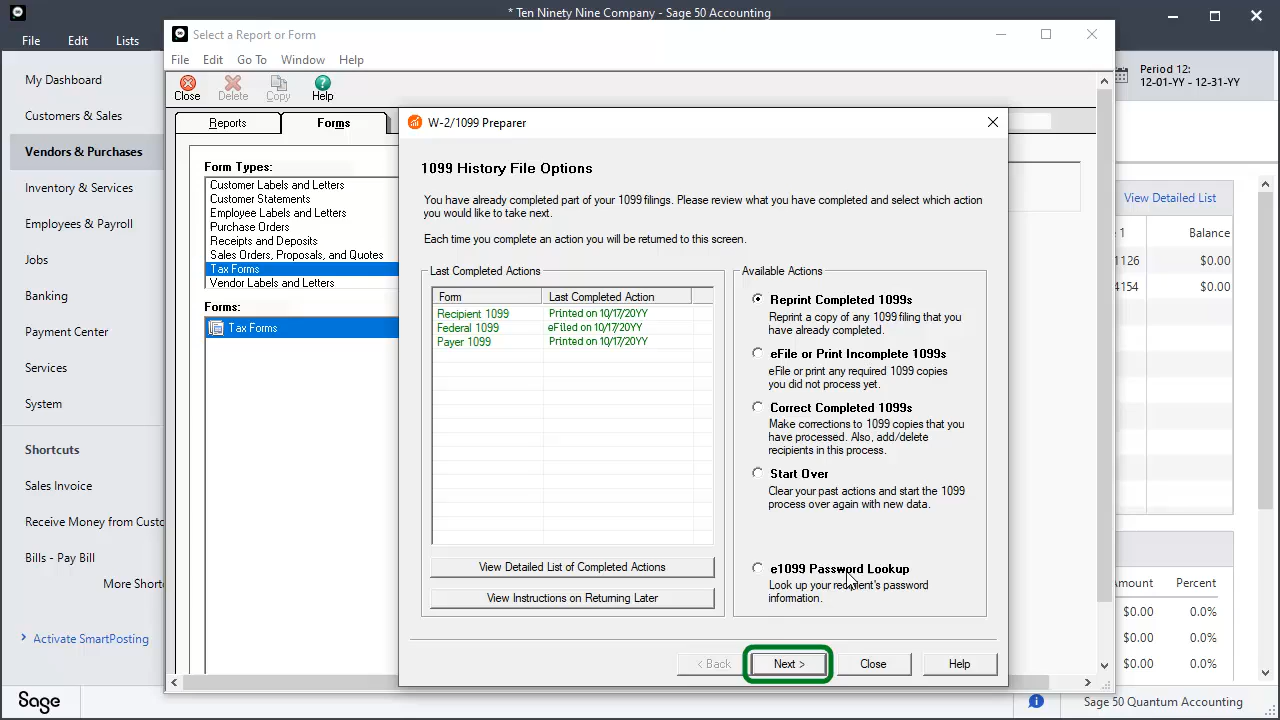 * Ten Ninety Nine Company - Sage 50 Accounting
File Edit Lists
Select a Report or Form
File Edit Go To Window Help
Close Delete Copy Help
Period 12:
12-01-YY - 12-31-YY
My Dashboard
Customers & Sales
Vendors & Purchases
Inventory & Services
Employees & Payroll
Jobs
Banking
Payment Center
Services
System
Shortcuts
Sales Invoice
Receive Money from Custo
Bills - Pay Bill
More Short
Activate SmartPosting
Sage
Reports Forms
Form Types:
Customer Labels and Letters
Customer Statements
Employee Labels and Letters
Purchase Orders
Receipts and Deposits
Sales Orders, Proposals, and Quotes
Tax Forms
Vendor Labels and Letters
Forms:
Tax Forms
W-2/1099 Preparer
1099 History File Options
You have already completed part of your 1099 filings. Please review what you have completed and select which action
you would like to take next.
Each time you complete an action you will be returned to this screen.
Last Completed Actions
Form Last Completed Action
Recipient 1099 Printed on 10/17/20YY
Federal 1099 eFiled on 10/17/20YY
Payer 1099 Printed on 10/17/20YY
View Detailed List of Completed Actions
View Instructions on Returning Later
Available Actions
Reprint Completed 1099s
Reprint a copy of any 1099 filing that you
have already completed.
eFile or Print Incomplete 1099s
eFile or print any required 1099 copies
you did not process yet.
Correct Completed 1099s
Make corrections to 1099 copies that you
have processed. Also, add/delete
recipients in this process.
Start Over
Clear your past actions and start the 1099
process over again with new data.
e1099 Password Lookup
Look up your recipient's password
information.
< Back Next > Close Help
View Detailed List
1 Balance
1126 $0.00
4154 $0.00
Amount Percent
$0.00 0.0%
$0.00 0.0%
$0.00 0.0%
Sage 50 Quantum Accounting